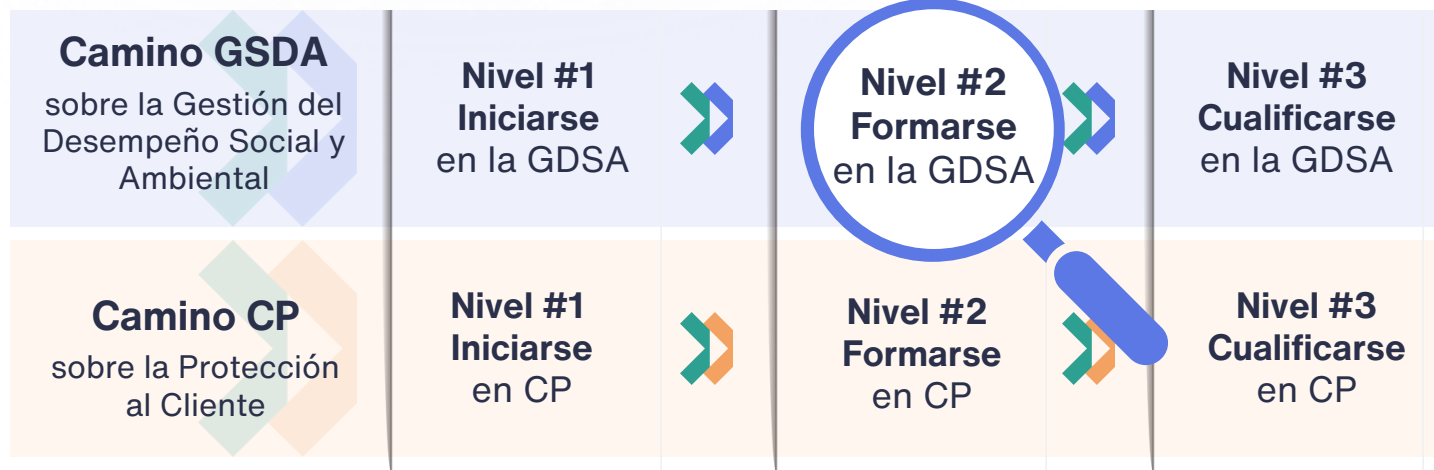 Camino GSDA
sobre la Gestión del
Desempeño Social y
Ambiental
Nivel #1
Iniciarse
en la GDSA
Nivel #2
Formarse
en la GDSA
Nivel #3
Cualificarse
en la GDSA
Camino CP
sobre la Protección
al Cliente
Nivel #1
Iniciarse
en CP
Nivel #2
Formarse
en CP
Nivel #3
Cualificarse
en CP